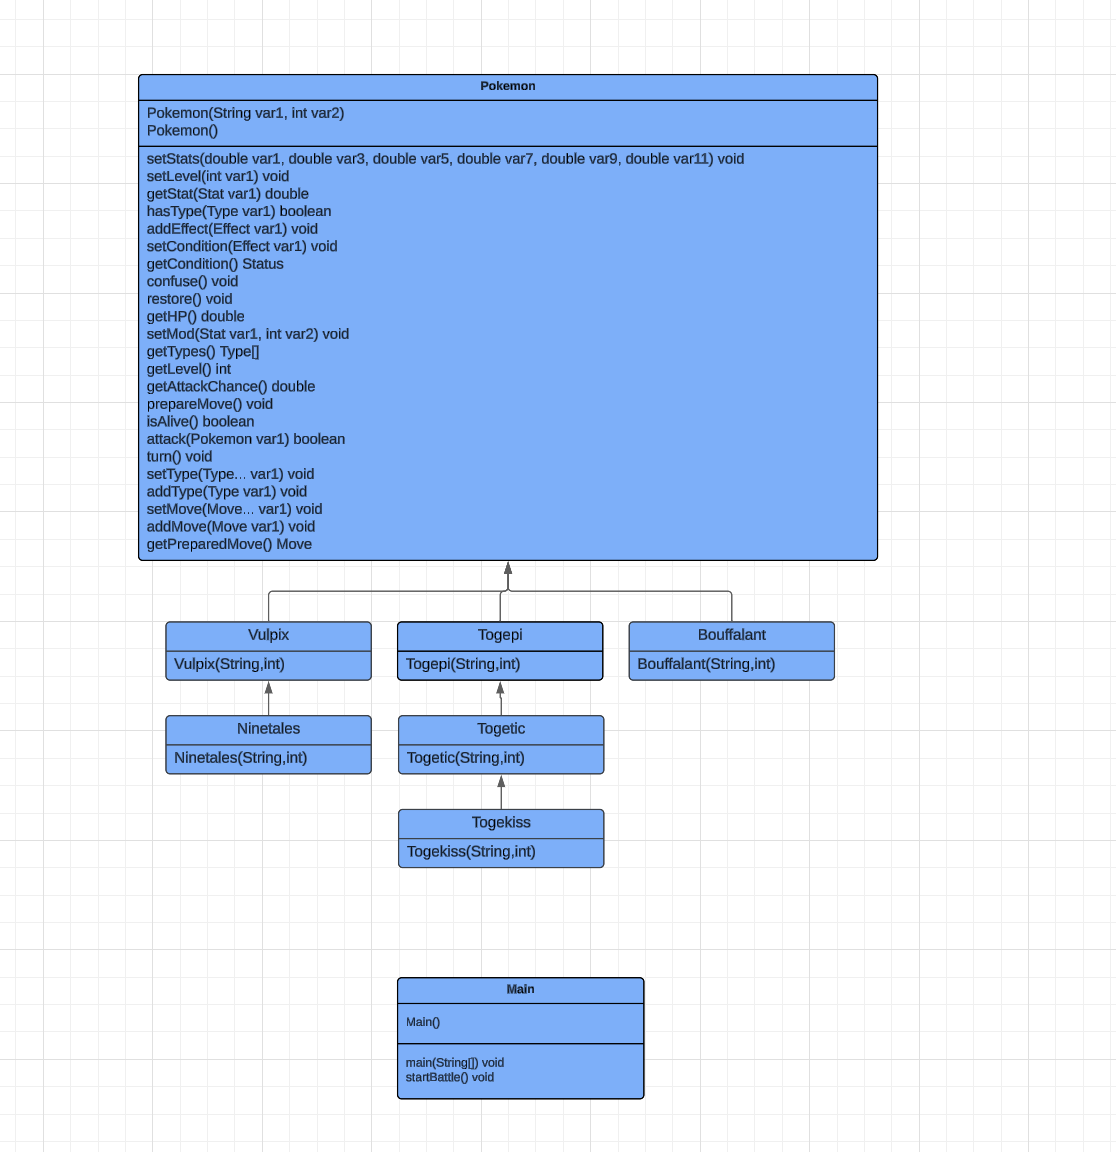 Pokemon
Pokemon(String var1, int var2)
Pokemon()
setStats(double var1, double var3, double var5, double var7, double var9, double var11) void
setLevel(int var1) void
getStat(Stat var1) double
hasType(Type var1) boolean
addEffect(Effect var1) void
setCondition(Effect var1) void
getCondition() Status
confuse() void
restore() void
getHP() double
setMod(Stat var1, int var2) void
getTypes() Type[]
getLevel() int
getAttackChance() double
prepareMove() void
isAlive() boolean
attack(Pokemon var1) boolean
turn() void
setType(Type... var1) void
addType(Type var1) void
setMove(Move... var1) void
addMove(Move var1) void
getPreparedMove() Move
Vulpix
Vulpix(String,int)
Togepi
Togepi(String,int)
Bouffalant
Bouffalant(String,int)
Ninetales
Ninetales(String,int)
Togetic
Togetic(String,int)
Togekiss
Togekiss(String,int)
Main
Main()
main(String[]) void
startBattle() void